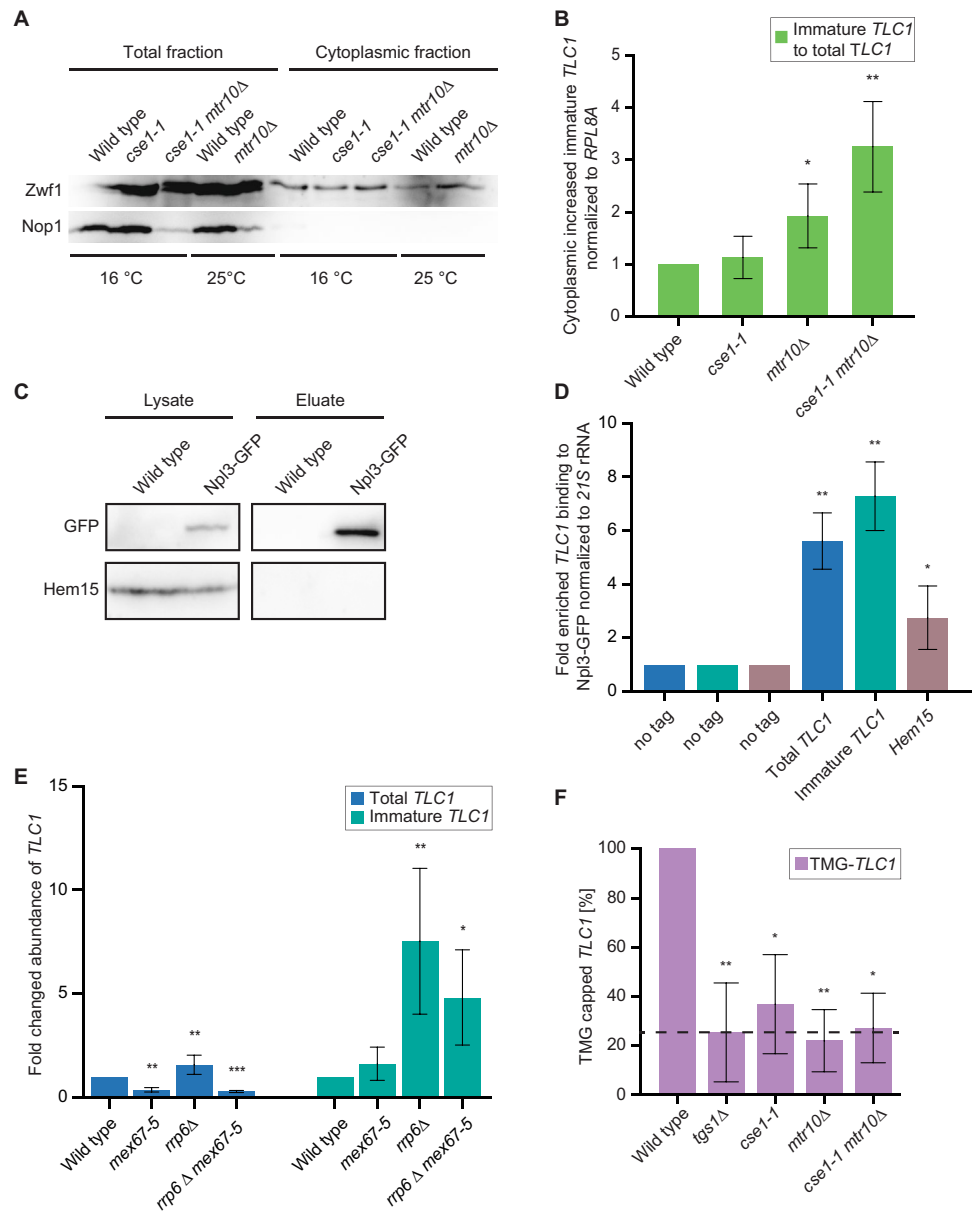 A
Total fraction
Cytoplasmic fraction
Wild type
cse1-1
cse1-1 mtr10Δ
Wild type
mtr10Δ
Wild type
cse1-1
cse1-1 mtr10Δ
Wild type
mtr10Δ
Zwf1
Nop1
16 °C
25°C
16 °C
25 °C
B
Immature TLC1
to total TLC1
Cytoplasmic increased immature TLC1
normalized to RPL8A
5
4
3
2
1
0
*
**
Wild type
cse1-1
mtr10Δ
cse1-1 mtr10Δ
C
Lysate
Eluate
Wild type
Npl3-GFP
Wild type
Npl3-GFP
GFP
Hem15
D
Fold enriched TLC1 binding to
Npl3-GFP normalized to 21S rRNA
10
8
6
4
2
0
**
**
*
no tag
no tag
no tag
Total TLC1
Immature TLC1
Hem15
E
Total TLC1
Immature TLC1
Fold changed abundance of TLC1
15
10
5
0
**
**
***
**
*
Wild type
mex67-5
rrp6Δ
rrp6 Δ mex67-5
Wild type
mex67-5
rrp6Δ
rrp6 Δ mex67-5
F
TMG-TLC1
TMG capped TLC1 [%]
100
80
60
40
20
0
**
*
**
*
Wild type
tgs1Δ
cse1-1
mtr10Δ
cse1-1 mtr10Δ